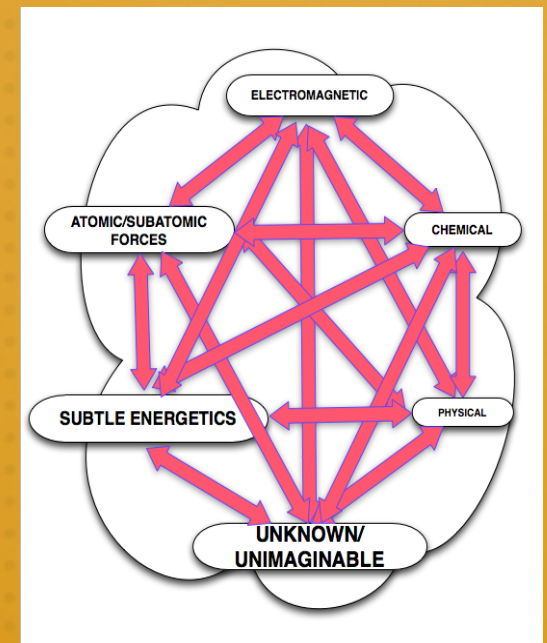 ELECTROMAGNETIC
ATOMIC/SUBATOMIC
FORCES
CHEMICAL
SUBTLE ENERGETICS
PHYSICAL
UNKNOWN/
UNIMAGINABLE